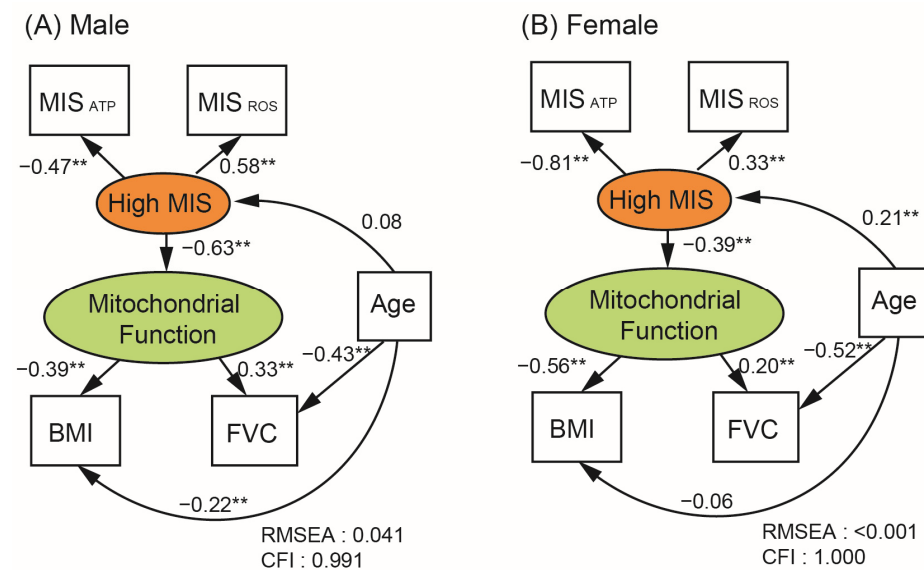 (A) Male
MIS ATP
MIS ROS
−0.47**
0.58**
High MIS
0.08
−0.63**
Mitochondrial
Function
Age
−0.39**
0.33**
−0.43**
BMI
FVC
−0.22**
RMSEA : 0.041
CFI : 0.991
(B) Female
MIS ATP
MIS ROS
−0.81**
0.33**
High MIS
0.21**
−0.39**
Mitochondrial
Function
Age
−0.56**
0.20**
−0.52**
BMI
FVC
−0.06
RMSEA : <0.001
CFI : 1.000